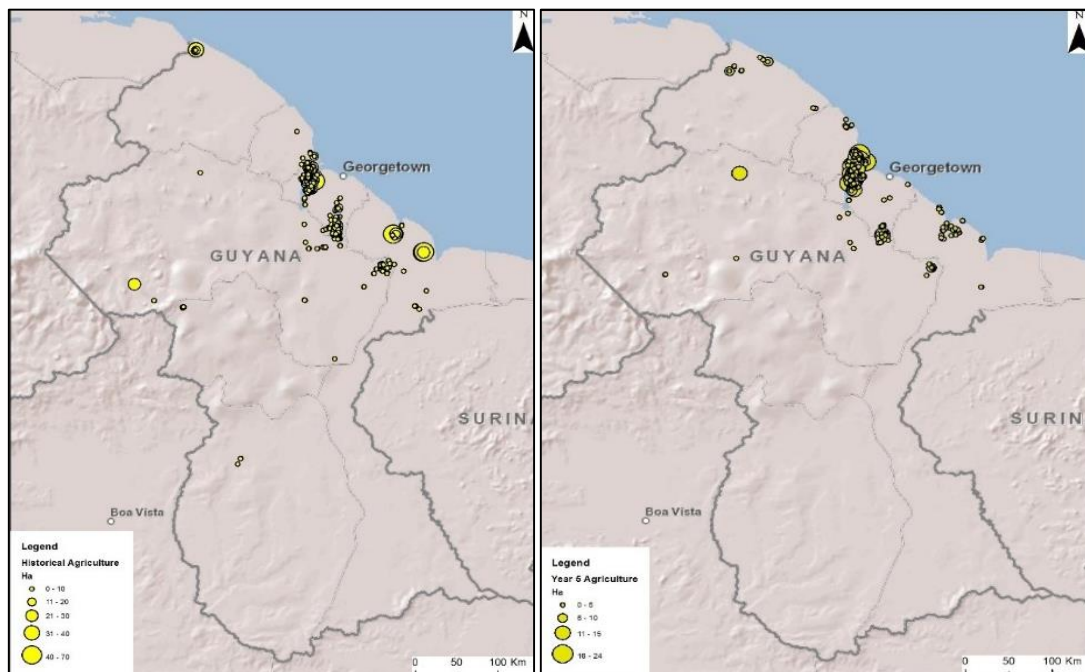 N
Georgetown
GUYANA
SURINA
Boa Vista
Legend
Historical Agriculture
Ha
0 - 10
11 - 20
21 - 30
31 - 40
40 - 70
0 50 100 Km
N
Georgetown
GUYANA
SURIN
Boa Vista
Legend
Year 5 Agriculture
Ha
0 - 5
6 - 10
11 - 15
16 - 24
0 50 100 Km